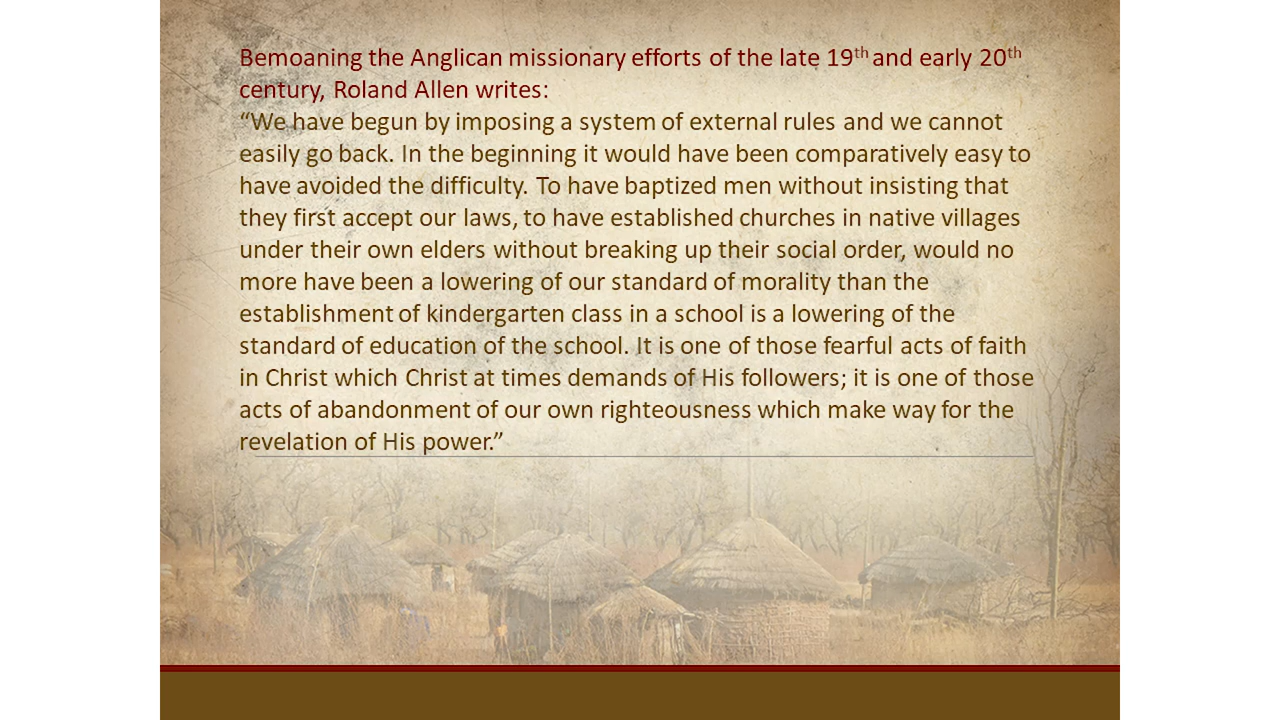 Bemoaning the Anglican missionary efforts of the late 19th and early 20th
century, Roland Allen writes:
“We have begun by imposing a system of external rules and we cannot
easily go back. In the beginning it would have been comparatively easy to
have avoided the difficulty. To have baptized men without insisting that
they first accept our laws, to have established churches in native villages
under their own elders without breaking up their social order, would no
more have been a lowering of our standard of morality than the
establishment of kindergarten class in a school is a lowering of the
standard of education of the school. It is one of those fearful acts of faith
in Christ which Christ at times demands of His followers; it is one of those
acts of abandonment of our own righteousness which make way for the
revelation of His power.”